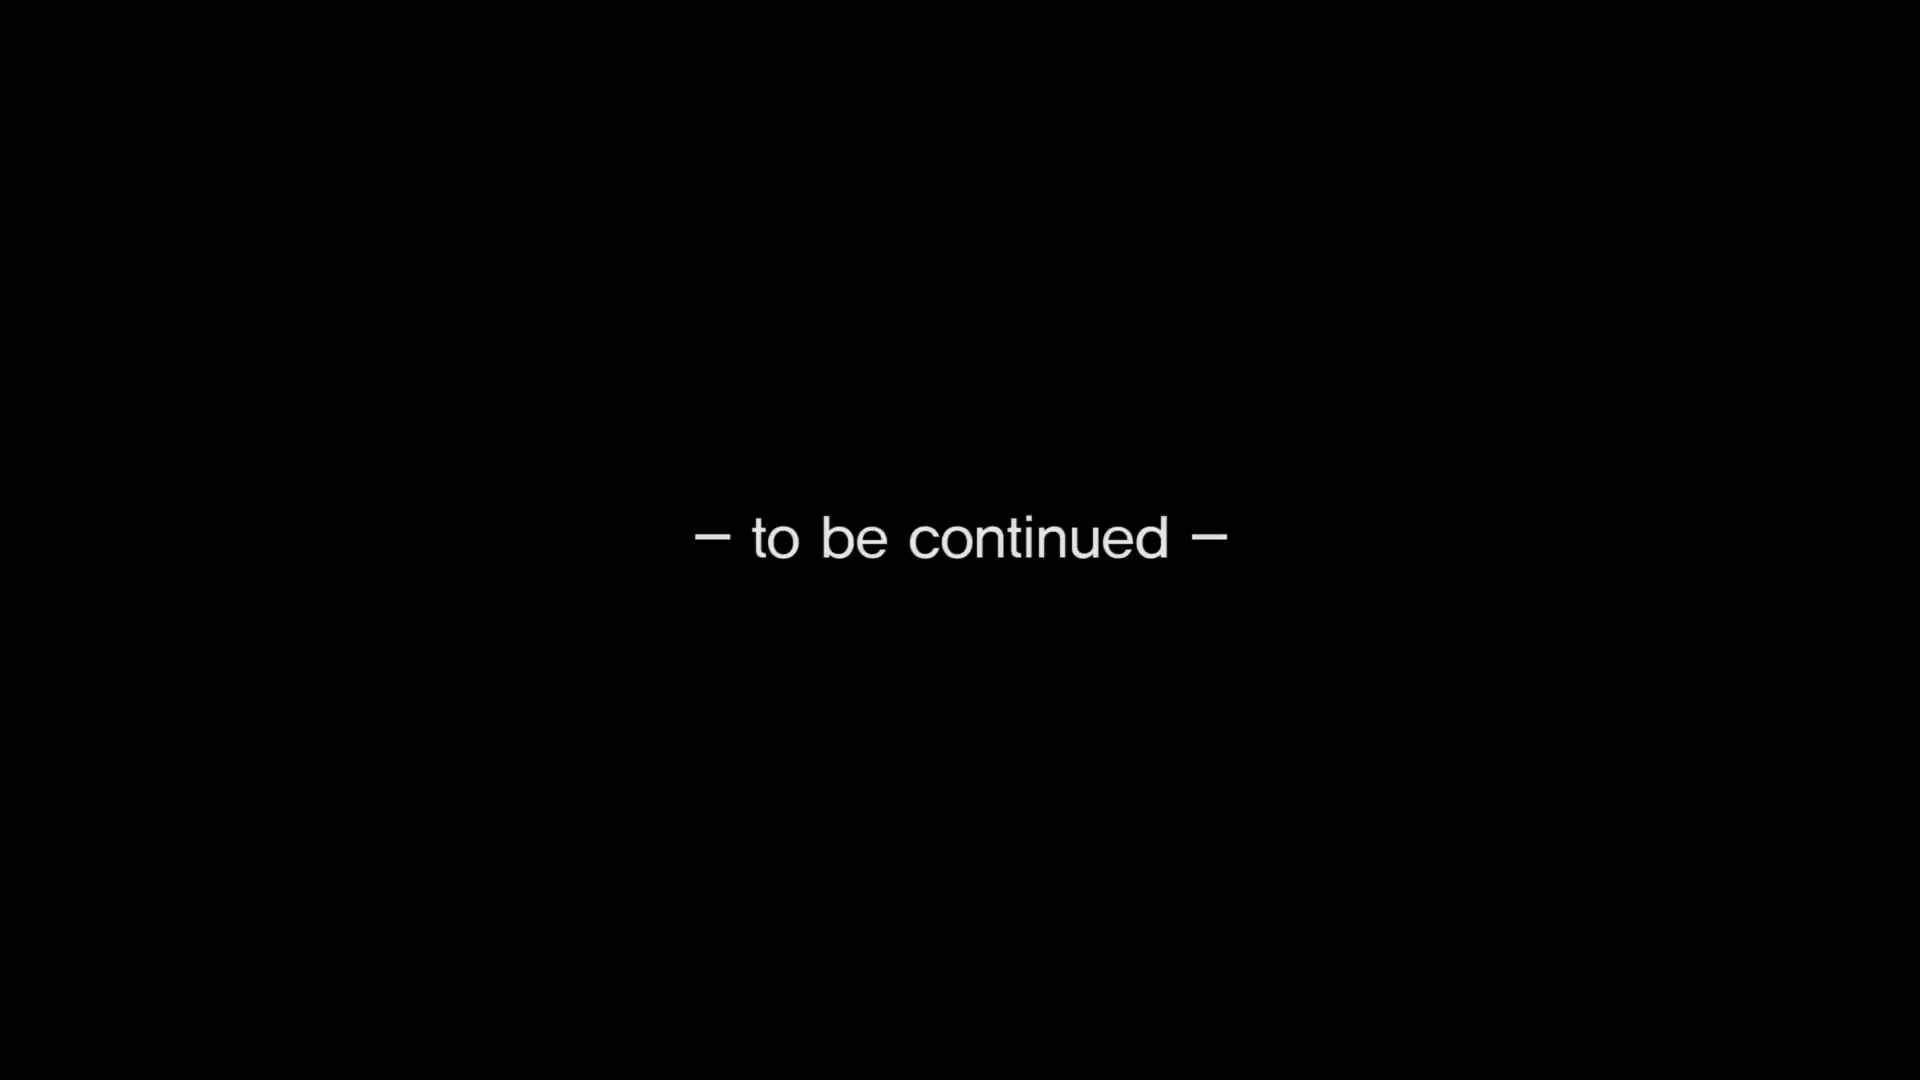 – to be continued –